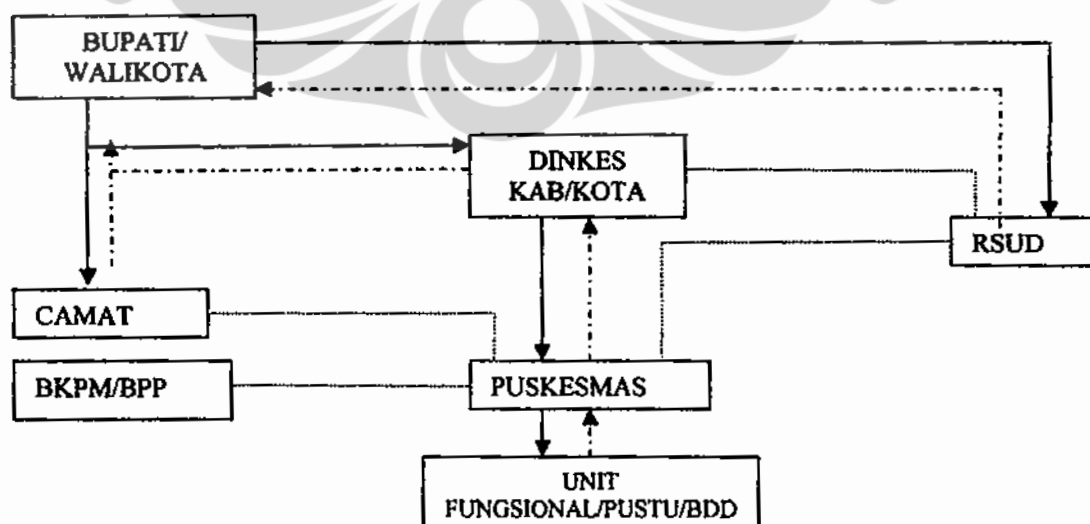 BUPATI/
WALIKOTA
DINKES
KAB/KOTA
RSUD
CAMAT
BKPM/BPP
PUSKESMAS
UNIT
FUNGSIONAL/PUSTU/BDD